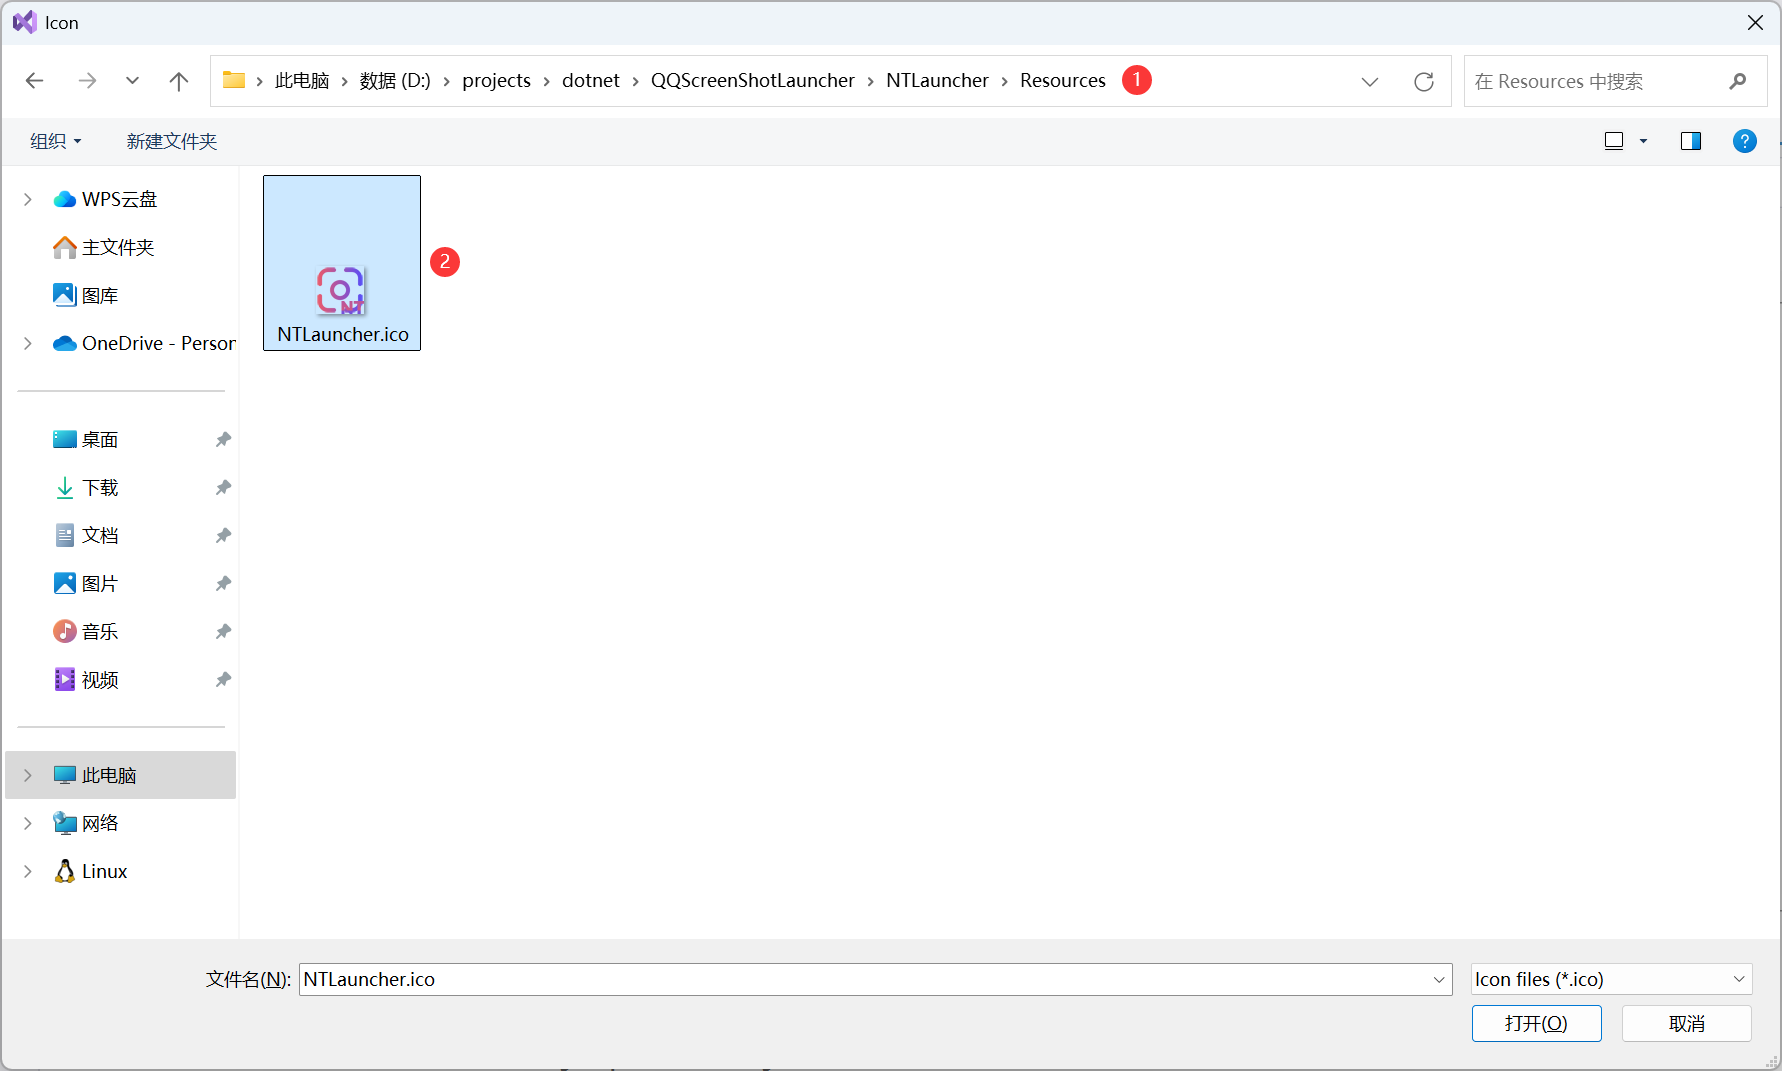 Icon
此电脑 › 数据 (D:) › projects › dotnet › QQScreenShotLauncher › NTLauncher › Resources 1
在 Resources 中搜索
组织 新建文件夹 ?
WPS云盘
主文件夹
图库
OneDrive - Person
桌面
下载
文档
图片
音乐
视频
此电脑
网络
Linux
NT
NTLauncher.ico
2
文件名(N): NTLauncher.ico Icon files (*.ico)
打开(O) 取消